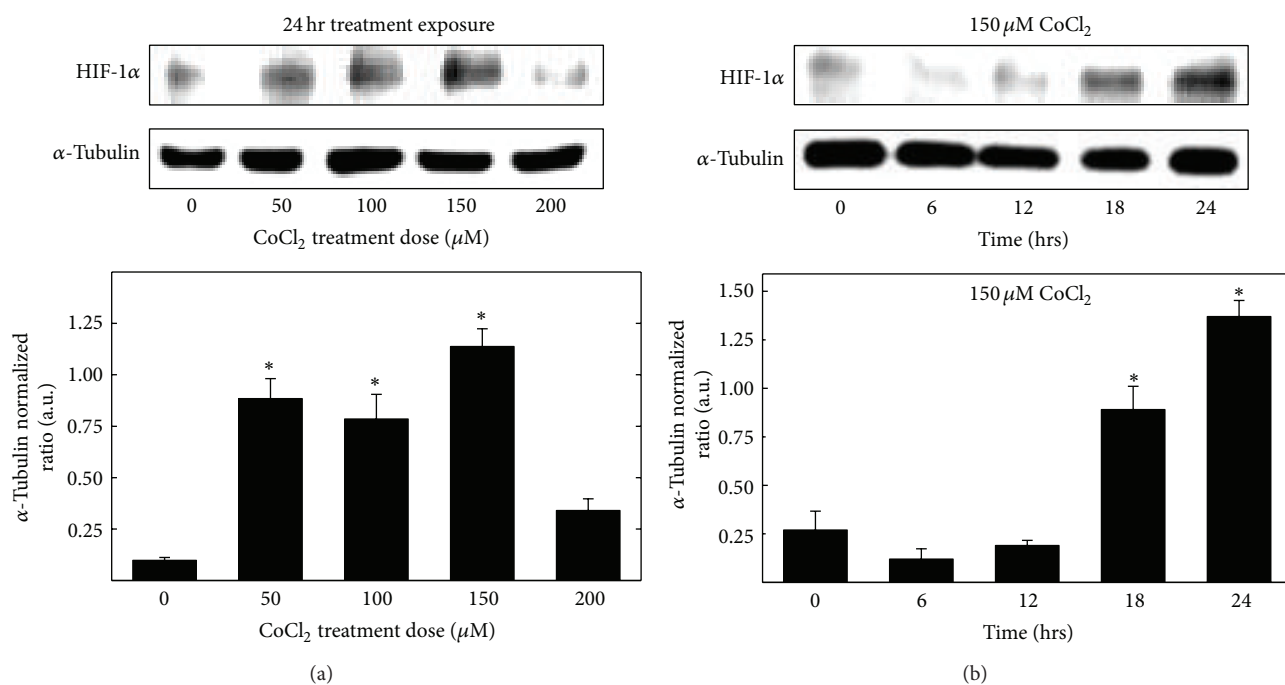 24 hr treatment exposure
HIF-1α
α-Tubulin
0 50 100 150 200
CoCl₂ treatment dose (μM)
α-Tubulin normalized
ratio (a.u.)
1.25
1.00
0.75
0.50
0.25
* * *
0 50 100 150 200
CoCl₂ treatment dose (μM)
(a)
150 μM CoCl₂
HIF-1α
α-Tubulin
0 6 12 18 24
Time (hrs)
150 μM CoCl₂
α-Tubulin normalized
ratio (a.u.)
1.50
1.25
1.00
0.75
0.50
0.25
* *
0 6 12 18 24
Time (hrs)
(b)